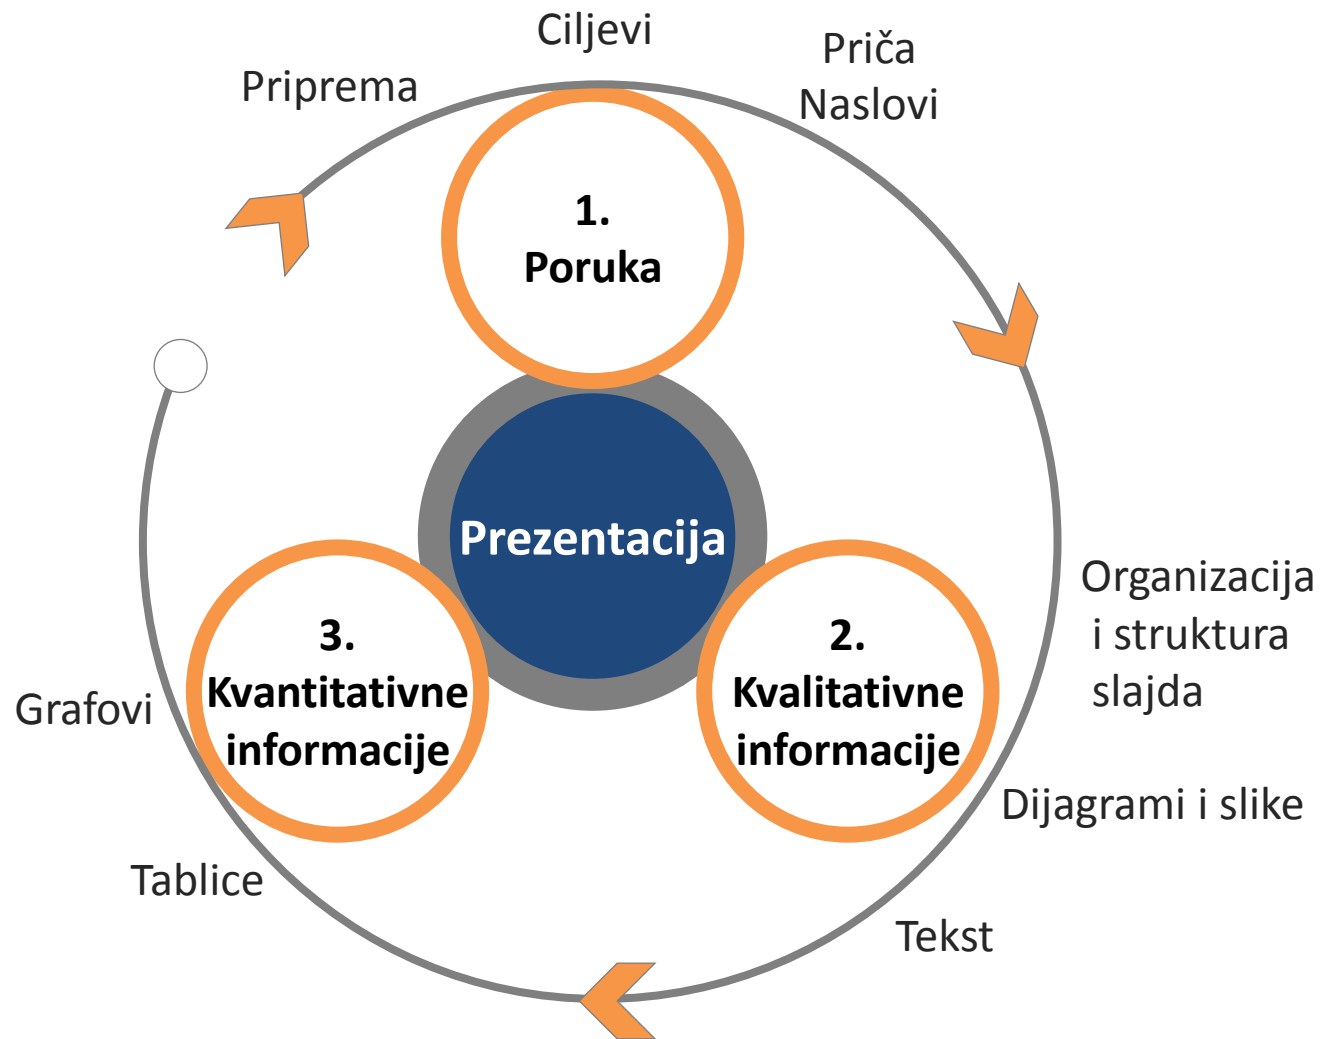 Ciljevi
Priprema
Priča
Naslovi
1.
Poruka
Prezentacija
Organizacija
i struktura
slajda
2.
Kvalitativne
informacije
Dijagrami i slike
Tekst
3.
Kvantitativne
informacije
Grafovi
Tablice